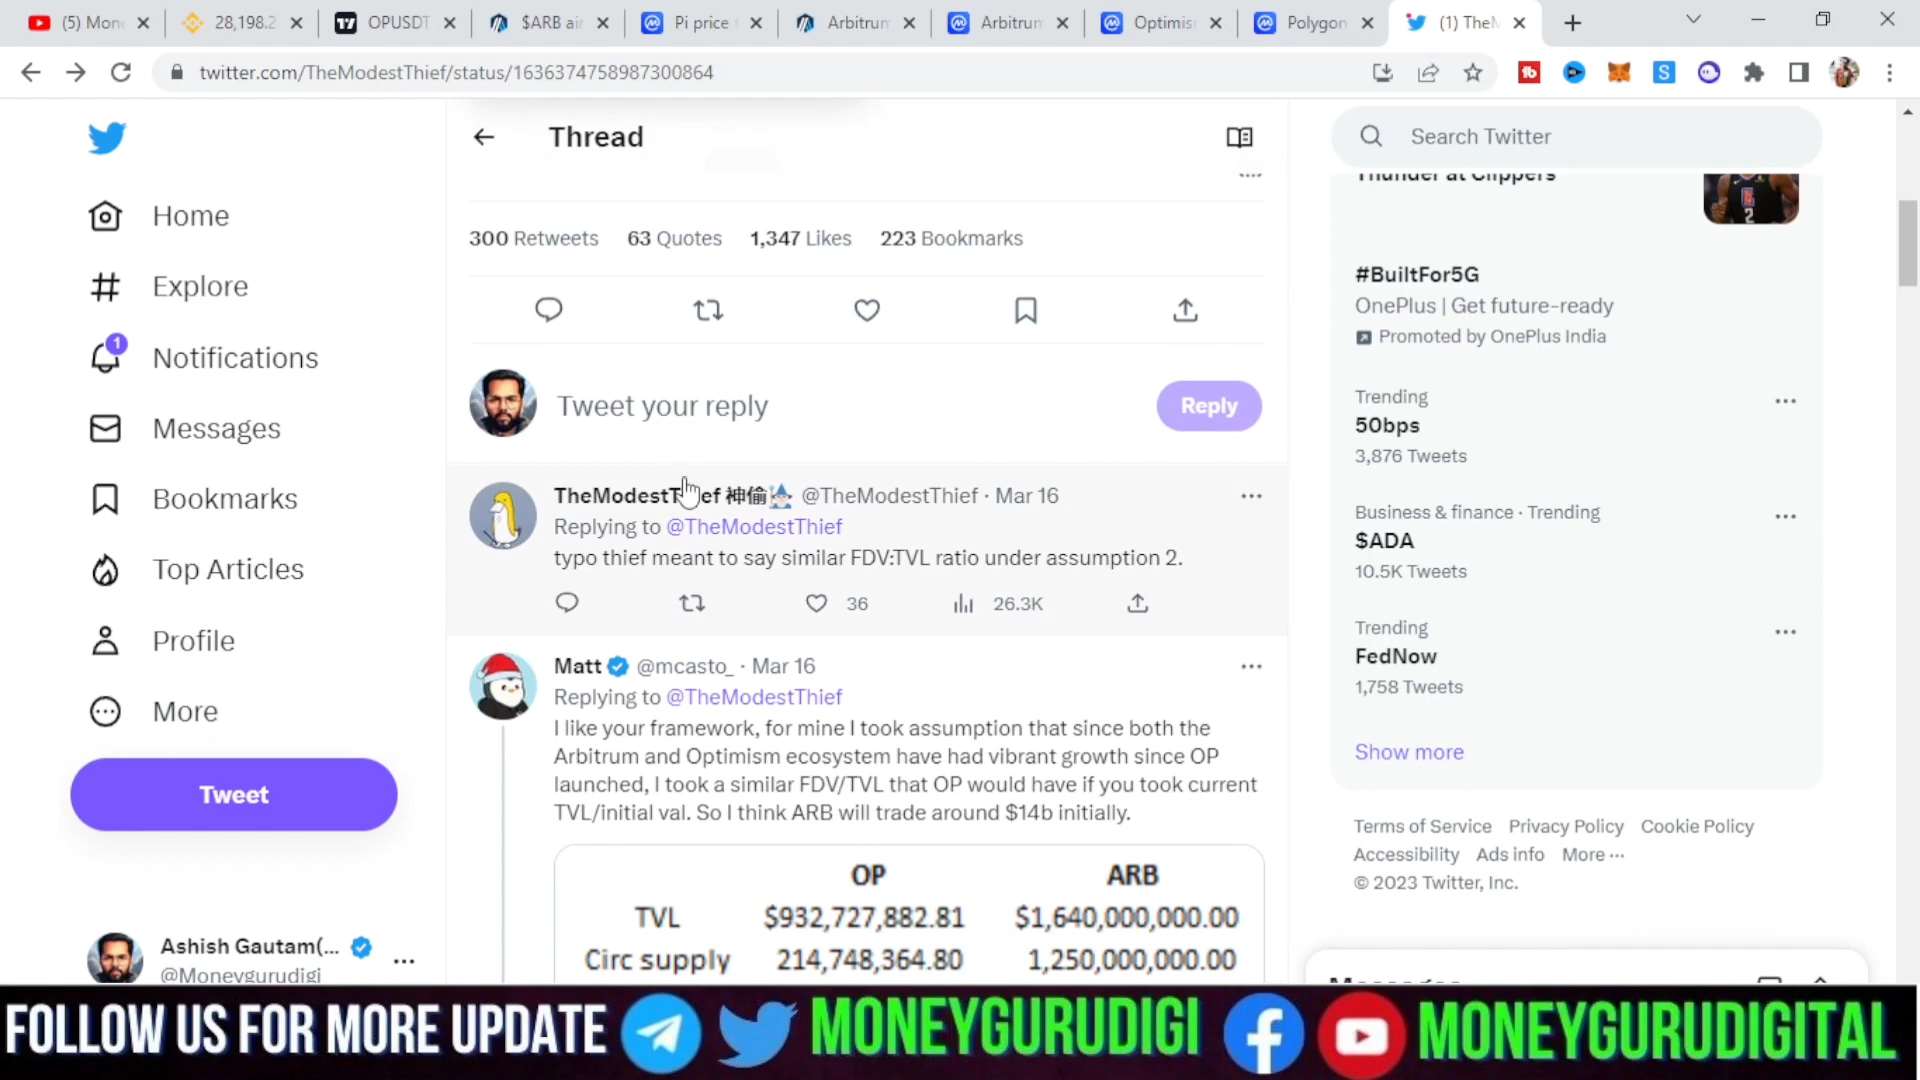 (5) Mon
28,198.2
OPUSDT
$ARB air
Pi price
Arbitrum
Arbitrum
Optimis
Polygon
(1) TheM
twitter.com/TheModestThief/status/1636374758987300864
Home
Explore
1
Notifications
Messages
Bookmarks
Top Articles
Profile
More
Tweet
Ashish Gautam(...
@Moneygurudigi
Thread
300 Retweets 63 Quotes 1,347 Likes 223 Bookmarks
Tweet your reply
Reply
TheModestThief 神偷 @TheModestThief · Mar 16
Replying to @TheModestThief
typo thief meant to say similar FDV:TVL ratio under assumption 2.
36 26.3K
Matt @mcasto_ · Mar 16
Replying to @TheModestThief
I like your framework, for mine I took assumption that since both the
Arbitrum and Optimism ecosystem have had vibrant growth since OP
launched, I took a similar FDV/TVL that OP would have if you took current
TVL/initial val. So I think ARB will trade around $14b initially.
OP ARB
TVL $932,727,882.81 $1,640,000,000.00
Circ supply 214,748,364.80 1,250,000,000.00
Search Twitter
Thunder at Clippers
#BuiltFor5G
OnePlus | Get future-ready
Promoted by OnePlus India
Trending
50bps
3,876 Tweets
Business & finance · Trending
$ADA
10.5K Tweets
Trending
FedNow
1,758 Tweets
Show more
Terms of Service Privacy Policy Cookie Policy
Accessibility Ads info More ···
© 2023 Twitter, Inc.
Messages
FOLLOW US FOR MORE UPDATE MONEYGURUDIGI MONEYGURUDIGITAL